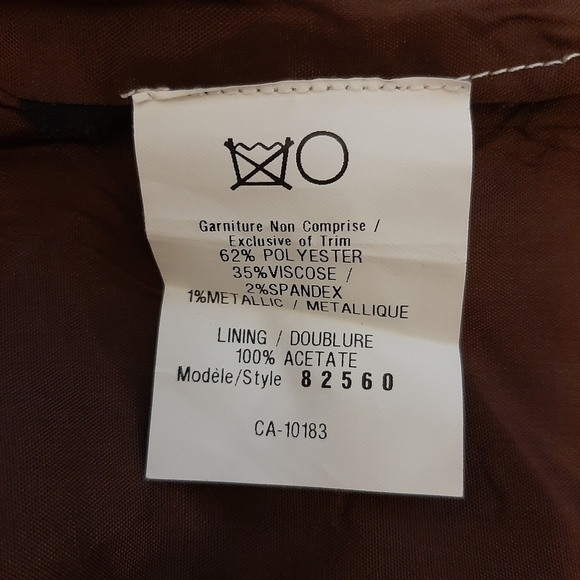 Garniture Non Comprise /
Exclusive of Trim
62% POLYESTER
35%VISCOSE /
2%SPANDEX
1%METALLIC / METALLIQUE
LINING / DOUBLURE
100% ACETATE
Modèle/Style 82560
CA-10183